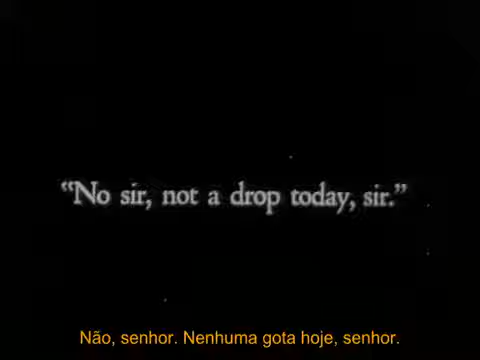 “No sir, not a drop today, sir.”
Não, senhor. Nenhuma gota hoje, senhor.